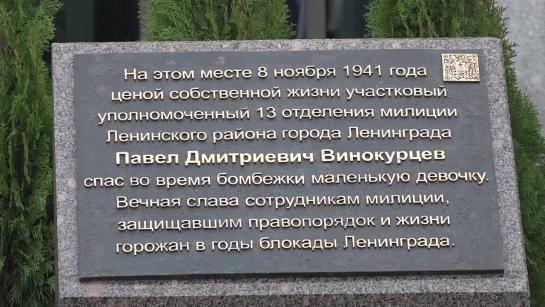 На этом месте 8 ноября 1941 года
ценой собственной жизни участковый
уполномоченный 13 отделения милиции
Ленинского района города Ленинграда
Павел Дмитриевич Винокурцев
спас во время бомбежки маленькую девочку.
Вечная слава сотрудникам милиции,
защищавшим правопорядок и жизни
горожан в годы блокады Ленинграда.